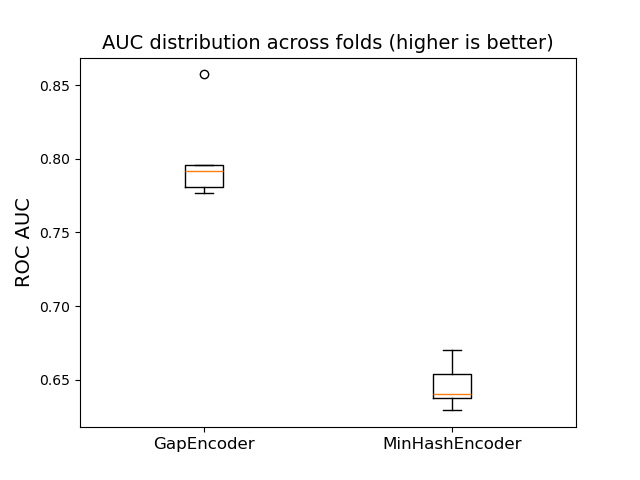 AUC distribution across folds (higher is better)
ROC AUC
0.85
0.80
0.75
0.70
0.65
GapEncoder
MinHashEncoder